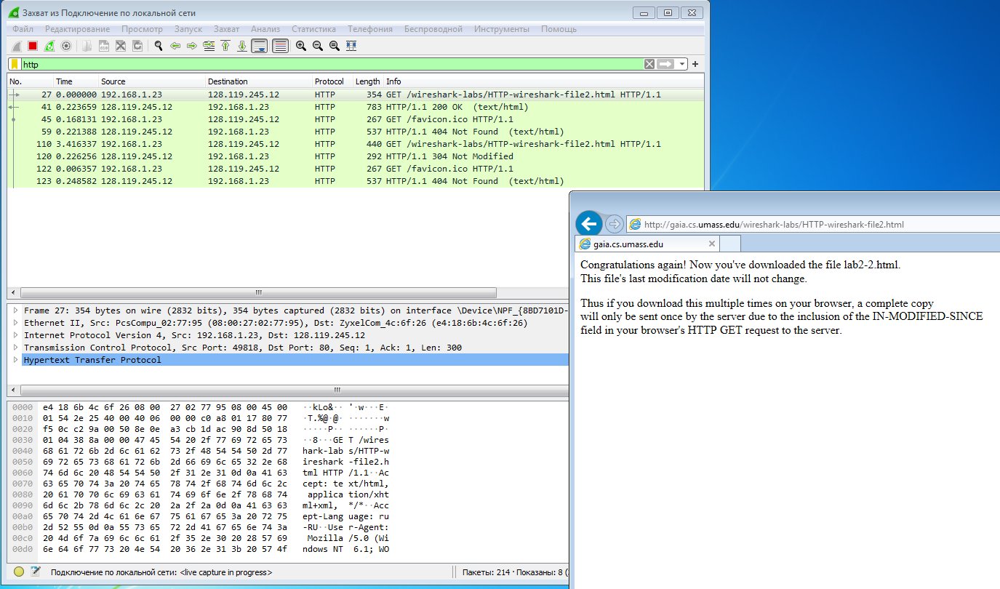 Захват из Подключение по локальной сети
Файл Редактирование Просмотр Запуск Захват Анализ Статистика Телефония Беспроводной Инструменты Помощь
http
No. Time Source Destination Protocol Length Info
27 0.000000 192.168.1.23 128.119.245.12 HTTP 354 GET /wireshark-labs/HTTP-wireshark-file2.html HTTP/1.1
41 0.223659 128.119.245.12 192.168.1.23 HTTP 783 HTTP/1.1 200 OK (text/html)
45 0.168131 192.168.1.23 128.119.245.12 HTTP 267 GET /favicon.ico HTTP/1.1
59 0.221388 128.119.245.12 192.168.1.23 HTTP 537 HTTP/1.1 404 Not Found (text/html)
110 3.416337 192.168.1.23 128.119.245.12 HTTP 440 GET /wireshark-labs/HTTP-wireshark-file2.html HTTP/1.1
120 0.226256 128.119.245.12 192.168.1.23 HTTP 292 HTTP/1.1 304 Not Modified
122 0.006357 192.168.1.23 128.119.245.12 HTTP 267 GET /favicon.ico HTTP/1.1
123 0.248582 128.119.245.12 192.168.1.23 HTTP 537 HTTP/1.1 404 Not Found (text/html)
Frame 27: 354 bytes on wire (2832 bits), 354 bytes captured (2832 bits) on interface \Device\NPF_{8BD7101D-
Ethernet II, Src: PcsCompu_02:77:95 (08:00:27:02:77:95), Dst: ZyxelCom_4c:6f:26 (e4:18:6b:4c:6f:26)
Internet Protocol Version 4, Src: 192.168.1.23, Dst: 128.119.245.12
Transmission Control Protocol, Src Port: 49818, Dst Port: 80, Seq: 1, Ack: 1, Len: 300
Hypertext Transfer Protocol
0000 e4 18 6b 4c 6f 26 08 00 27 02 77 95 08 00 45 00 ··kLo&·· '·w···E·
0010 01 54 2e 25 40 00 40 06 00 00 c0 a8 01 17 80 77 ·T.%@·@· ·······w
0020 f5 0c c2 9a 00 50 8e 0e a3 cb 1d ac 90 8d 50 18 ·····P·· ······P·
0030 01 04 38 8a 00 00 47 45 54 20 2f 77 69 72 65 73 ··8···GE T /wires
0040 68 61 72 6b 2d 6c 61 62 73 2f 48 54 54 50 2d 77 hark-lab s/HTTP-w
0050 69 72 65 73 68 61 72 6b 2d 66 69 6c 65 32 2e 68 ireshark -file2.h
0060 74 6d 6c 20 48 54 54 50 2f 31 2e 31 0d 0a 41 63 tml HTTP /1.1··Ac
0070 63 65 70 74 3a 20 74 65 78 74 2f 68 74 6d 6c 2c cept: te xt/html,
0080 20 61 70 70 6c 69 63 61 74 69 6f 6e 2f 78 68 74 applica tion/xht
0090 6d 6c 2b 78 6d 6c 2c 20 2a 2f 2a 0d 0a 41 63 63 ml+xml, */*··Acc
00a0 65 70 74 2d 4c 61 6e 67 75 61 67 65 3a 20 72 75 ept-Lang uage: ru
00b0 2d 52 55 0d 0a 55 73 65 72 2d 41 67 65 6e 74 3a -RU··Use r-Agent:
00c0 20 4d 6f 7a 69 6c 6c 61 2f 35 2e 30 20 28 57 69 Mozilla /5.0 (Wi
00d0 6e 64 6f 77 73 20 4e 54 20 36 2e 31 3b 20 57 4f ndows NT 6.1; WO
Подключение по локальной сети: <live capture in progress>
Пакеты: 214 · Показаны: 8 (
http://gaia.cs.umass.edu/wireshark-labs/HTTP-wireshark-file2.html
gaia.cs.umass.edu
Congratulations again! Now you've downloaded the file lab2-2.html.
This file's last modification date will not change.
Thus if you download this multiple times on your browser, a complete copy
will only be sent once by the server due to the inclusion of the IN-MODIFIED-SINCE
field in your browser's HTTP GET request to the server.